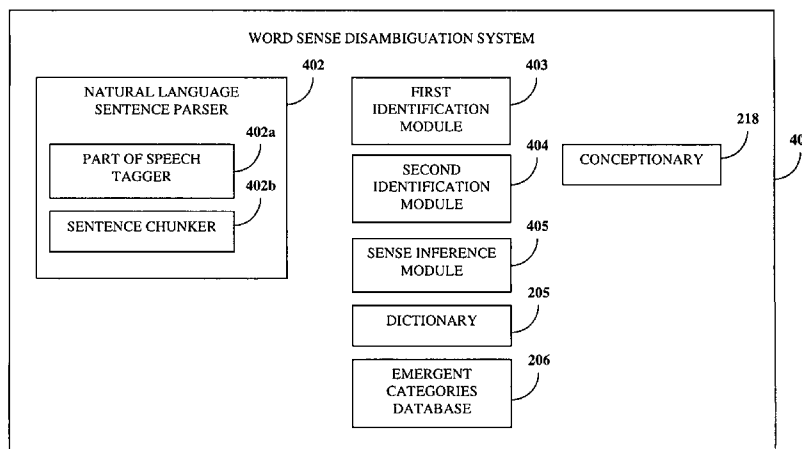 WORD SENSE DISAMBIGUATION SYSTEM
402
NATURAL LANGUAGE
SENTENCE PARSER
402a
PART OF SPEECH
TAGGER
402b
SENTENCE CHUNKER
403
FIRST
IDENTIFICATION
MODULE
404
SECOND
IDENTIFICATION
MODULE
405
SENSE INFERENCE
MODULE
205
DICTIONARY
206
EMERGENT
CATEGORIES
DATABASE
218
CONCEPTIONARY